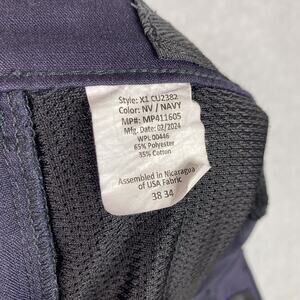 Style: X1 CU2382
Color: NV / NAVY
MP#: MP411605
Mfg. Date: 02/2024
WPL 00446
65% Polyester
35% Cotton
Assembled in Nicaragua
of USA Fabric
38 34